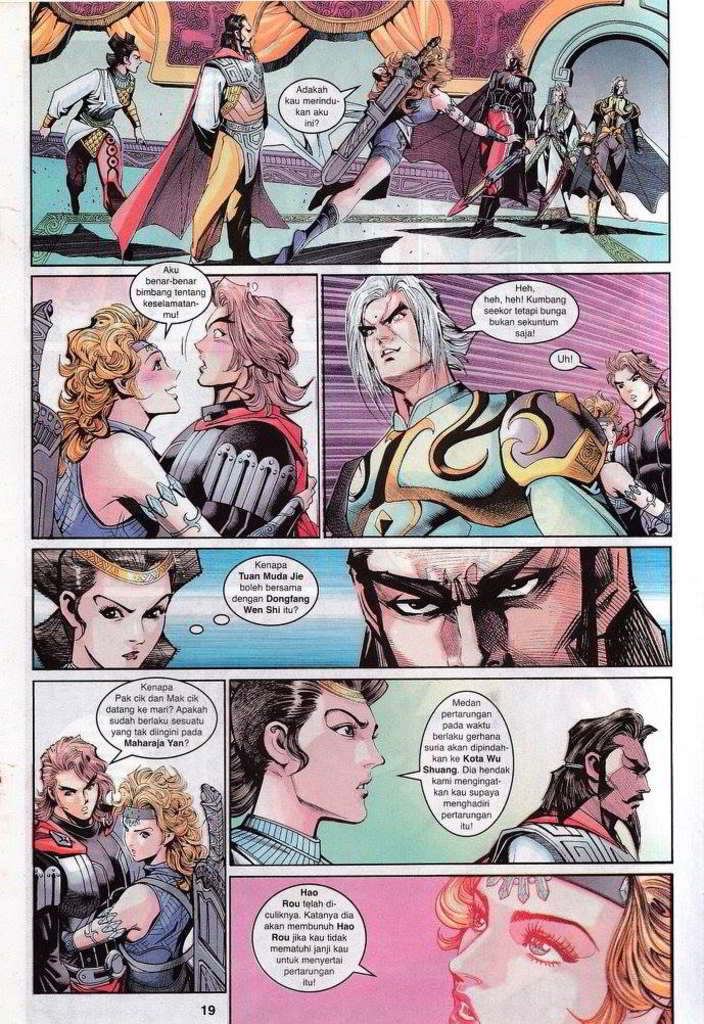 Adakah
kau merindu-
kan aku
ini?
Aku
benar-benar
bimbang tentang
keselamatan-
mu!
Heh,
heh, heh! Kumbang
seekor tetapi bunga
bukan sekuntum
saja!
Uh!
Kenapa
Tuan Muda Jie
boleh bersama
dengan Dongfang
Wen Shi itu?
Kenapa
Pak cik dan Mak cik
datang ke mari? Apakah
sudah berlaku sesuatu
yang tak diingini pada
Maharaja Yan?
Medan
pertarungan
pada waktu
berlaku gerhana
suria akan dipindah-
kan ke Kota Wu
Shuang. Dia hendak
kami mengingat-
kan kau supaya
menghadiri
pertarungan
itu!
Hao
Rou telah di-
culiknya. Katanya dia
akan membunuh Hao
Rou jika kau tidak
mematuhi janji kau
untuk menyertai
pertarungan
itu!
19